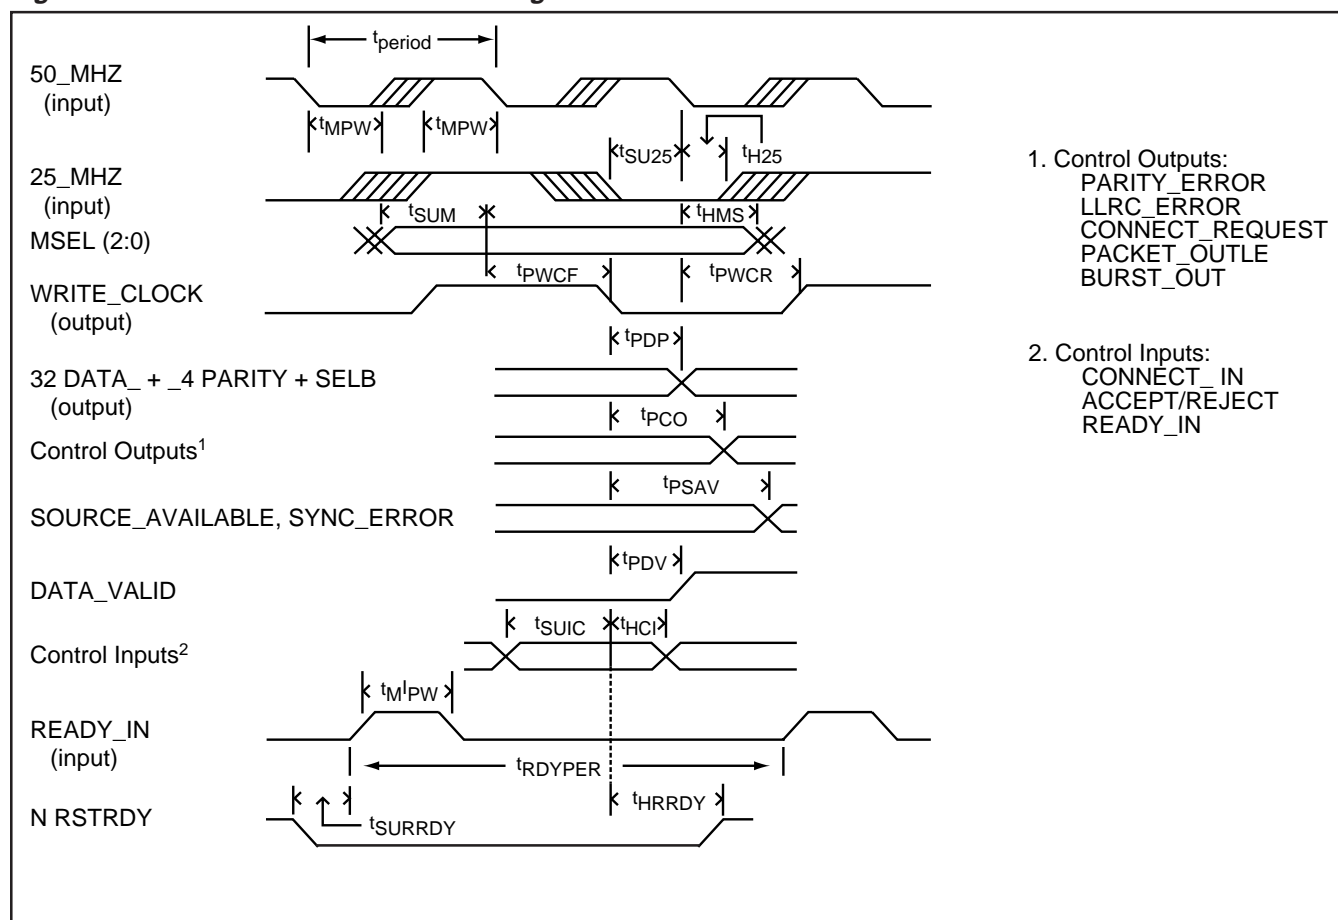 tperiod
50_MHZ
(input)
tMPW
tMPW
tSU25
tH25
25_MHZ
(input)
tSUM
tHMS
MSEL (2:0)
tPWCF
tPWCR
WRITE_CLOCK
(output)
tPDP
32 DATA_ + _4 PARITY + SELB
(output)
tPCO
Control Outputs1
tPSAV
SOURCE_AVAILABLE, SYNC_ERROR
tPDV
DATA_VALID
tSUIC
tHCI
Control Inputs2
tMIPW
READY_IN
(input)
tRDYPER
tHRRDY
N RSTRDY
tSURRDY
1. Control Outputs:
PARITY_ERROR
LLRC_ERROR
CONNECT_REQUEST
PACKET_OUTLE
BURST_OUT
2. Control Inputs:
CONNECT_ IN
ACCEPT/REJECT
READY_IN